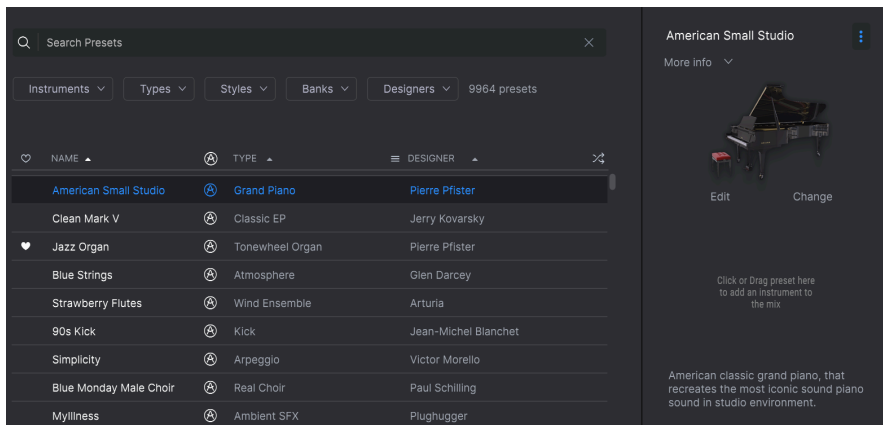 Search Presets
Instruments Types Styles Banks Designers 9964 presets
NAME TYPE DESIGNER
American Small Studio Grand Piano Pierre Pfister
Clean Mark V Classic EP Jerry Kovarsky
Jazz Organ Tonewheel Organ Pierre Pfister
Blue Strings Atmosphere Glen Darcey
Strawberry Flutes Wind Ensemble Arturia
90s Kick Kick Jean-Michel Blanchet
Simplicity Arpeggio Victor Morello
Blue Monday Male Choir Real Choir Paul Schilling
MyIllness Ambient SFX Plughugger
American Small Studio
More info
Edit Change
Click or Drag preset here
to add an instrument to
the mix
American classic grand piano, that
recreates the most iconic sound piano
sound in studio environment.